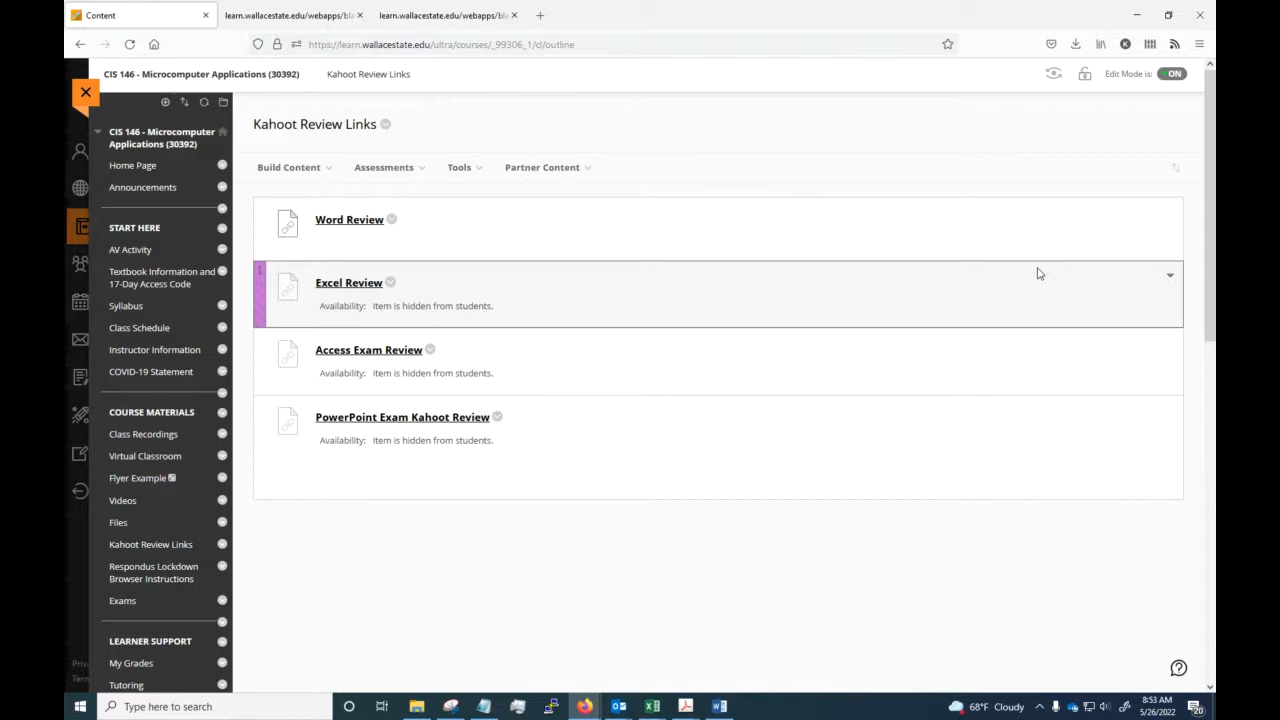 Content
learn.wallacestate.edu/webapps/bla
learn.wallacestate.edu/webapps/bla
https://learn.wallacestate.edu/ultra/courses/_99306_1/cl/outline
CIS 146 - Microcomputer Applications (30392)
Kahoot Review Links
Edit Mode is:
ON
CIS 146 - Microcomputer
Applications (30392)
Home Page
Announcements
START HERE
AV Activity
Textbook Information and
17-Day Access Code
Syllabus
Class Schedule
Instructor Information
COVID-19 Statement
COURSE MATERIALS
Class Recordings
Virtual Classroom
Flyer Example
Videos
Files
Kahoot Review Links
Respondus Lockdown
Browser Instructions
Exams
LEARNER SUPPORT
My Grades
Tutoring
Priv
Term
Kahoot Review Links
Build Content
Assessments
Tools
Partner Content
Word Review
Excel Review
Availability: Item is hidden from students.
Access Exam Review
Availability: Item is hidden from students.
PowerPoint Exam Kahoot Review
Availability: Item is hidden from students.
Type here to search
68°F Cloudy
8:53 AM
5/26/2022
20